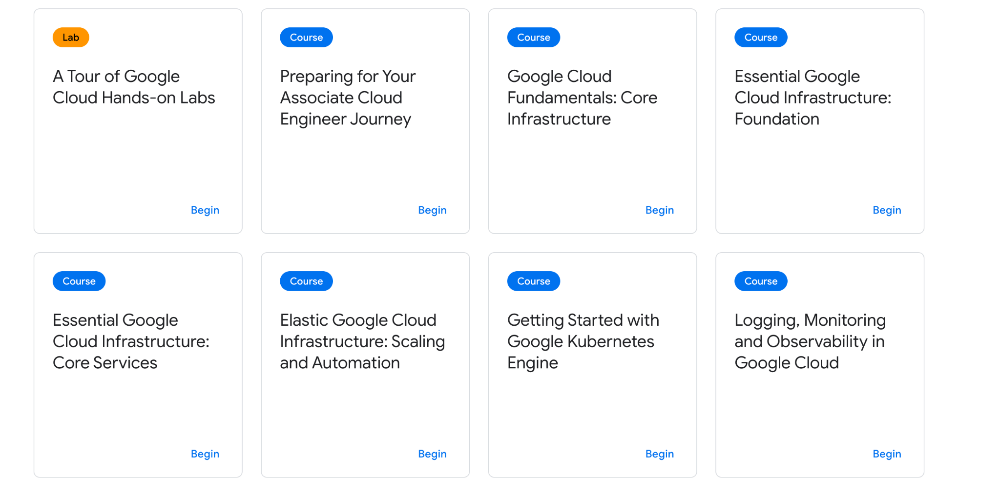 Lab
A Tour of Google
Cloud Hands-on Labs
Begin
Course
Preparing for Your
Associate Cloud
Engineer Journey
Begin
Course
Google Cloud
Fundamentals: Core
Infrastructure
Begin
Course
Essential Google
Cloud Infrastructure:
Foundation
Begin
Course
Essential Google
Cloud Infrastructure:
Core Services
Begin
Course
Elastic Google Cloud
Infrastructure: Scaling
and Automation
Begin
Course
Getting Started with
Google Kubernetes
Engine
Begin
Course
Logging, Monitoring
and Observability in
Google Cloud
Begin